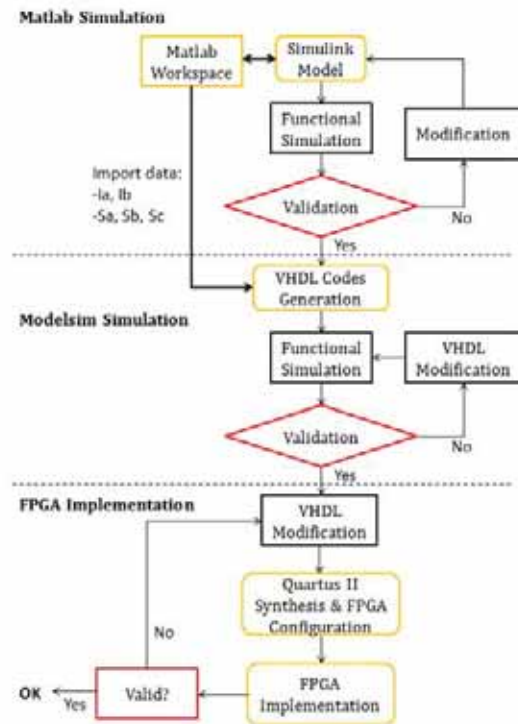 Matlab Simulation
Matlab
Workspace
Simulink
Model
Functional
Simulation
Modification
Import data:
-Ia, Ib
-Sa, Sb, Sc
Validation
No
Yes
VHDL Codes
Generation
Modelsim Simulation
Functional
Simulation
VHDL
Modification
Validation
No
Yes
FPGA Implementation
VHDL
Modification
Quartus II
Synthesis & FPGA
Configuration
No
OK
Yes
Valid?
FPGA
Implementation